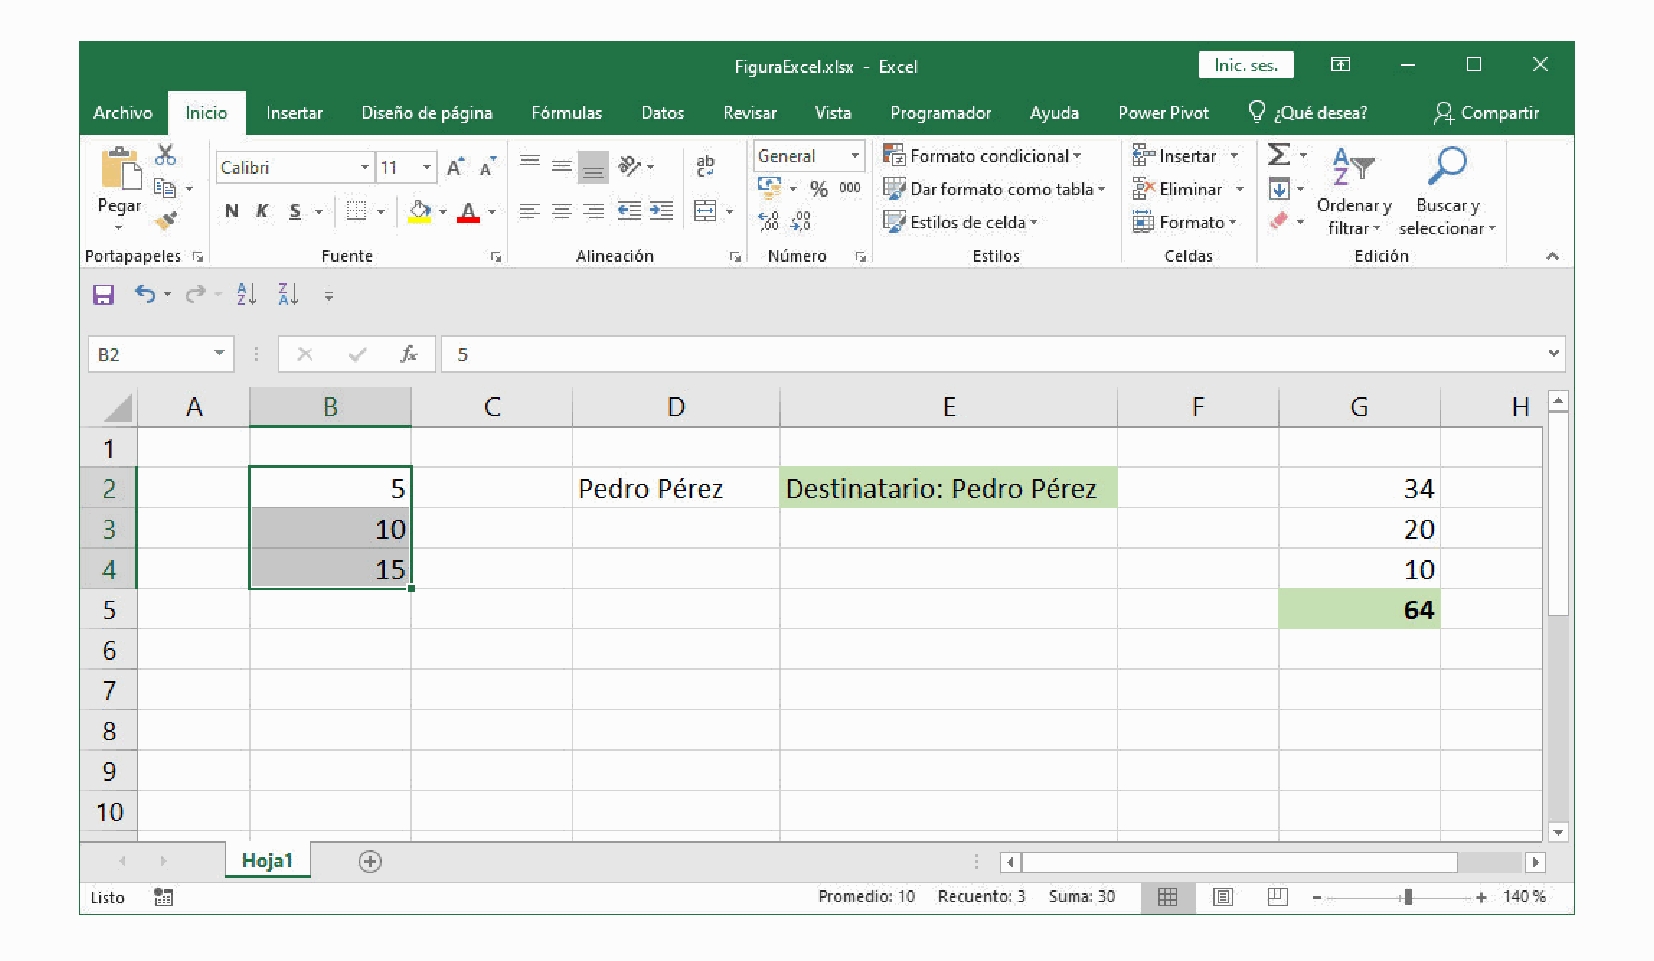 FiguraExcel.xlsx - Excel
Inic. ses.
Archivo Inicio Insertar Diseño de página Fórmulas Datos Revisar Vista Programador Ayuda Power Pivot ¿Qué desea? Compartir
Pegar
Portapapeles
Calibri 11
N K S
Fuente
ab
Alineación
General
% 000
Número
Formato condicional
Dar formato como tabla
Estilos de celda
Estilos
Insertar
Eliminar
Formato
Celdas
Σ
Ordenar y
filtrar
Buscar y
seleccionar
Edición
B2 fx 5
A B C D E F G H
1
2 5 Pedro Pérez Destinatario: Pedro Pérez 34
3 10 20
4 15 10
5 64
6
7
8
9
10
Hoja1
Listo Promedio: 10 Recuento: 3 Suma: 30 140 %